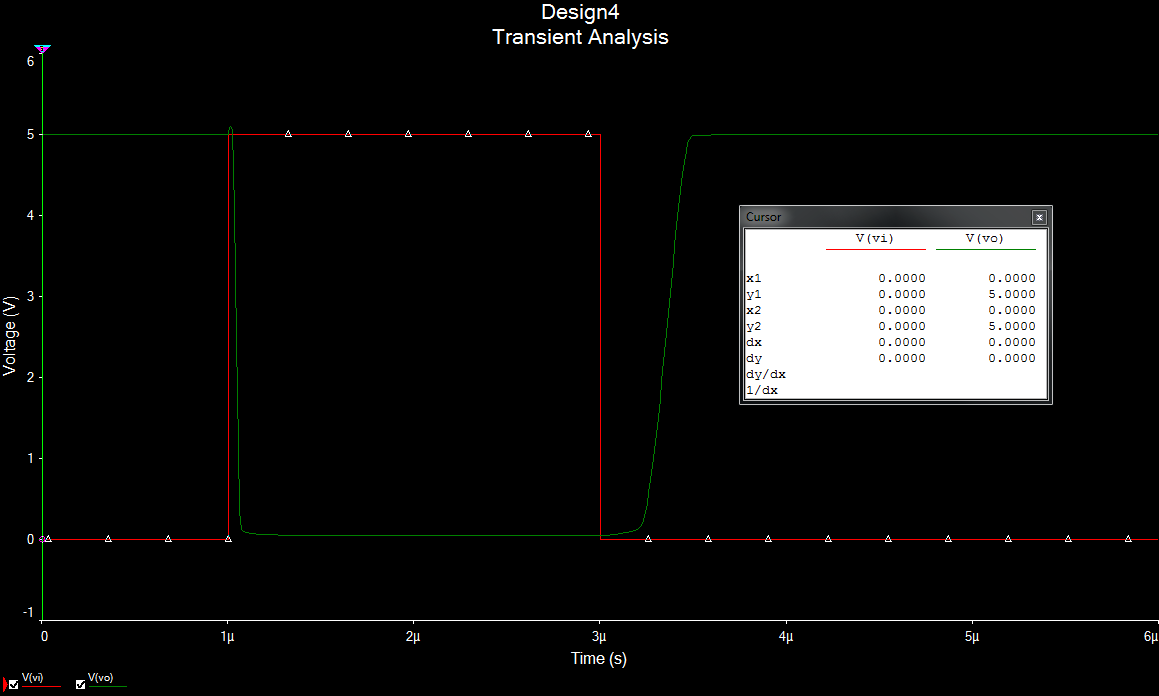 Design4
Transient Analysis
6
5
4
3
2
1
0
-1
Voltage (V)
Cursor x
V(vi) V(vo)
x1 0.0000 0.0000
y1 0.0000 5.0000
x2 0.0000 0.0000
y2 0.0000 5.0000
dx 0.0000 0.0000
dy 0.0000 0.0000
dy/dx
1/dx
0 1µ 2µ 3µ 4µ 5µ 6µ
Time (s)
V(vi) V(vo)